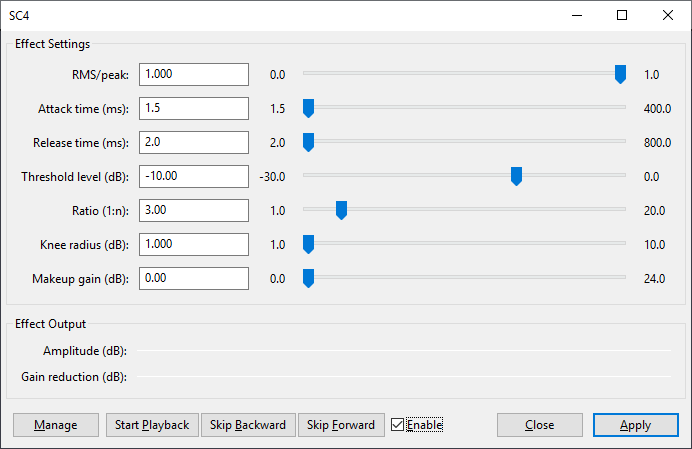 SC4
Effect Settings
RMS/peak: 1.000 0.0 1.0
Attack time (ms): 1.5 1.5 400.0
Release time (ms): 2.0 2.0 800.0
Threshold level (dB): -10.00 -30.0 0.0
Ratio (1:n): 3.00 1.0 20.0
Knee radius (dB): 1.000 1.0 10.0
Makeup gain (dB): 0.00 0.0 24.0
Effect Output
Amplitude (dB):
Gain reduction (dB):
Manage Start Playback Skip Backward Skip Forward Enable Close Apply